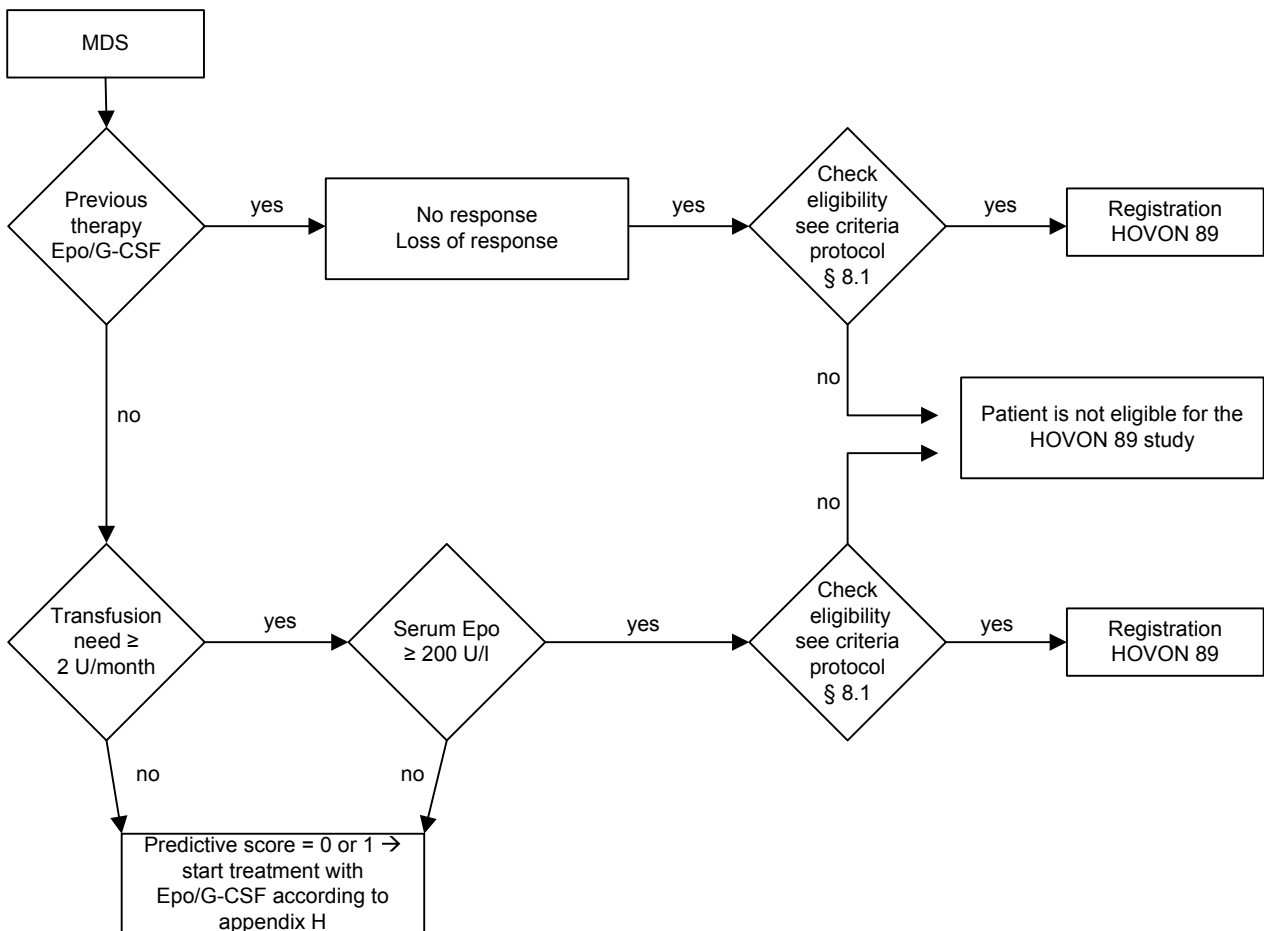 MDS
Previous
therapy
Epo/G-CSF
yes
No response
Loss of response
yes
Check
eligibility
see criteria
protocol
§ 8.1
yes
Registration
HOVON 89
no
Patient is not eligible for the
HOVON 89 study
no
no
Transfusion
need ≥
2 U/month
yes
Serum Epo
≥ 200 U/l
yes
Check
eligibility
see criteria
protocol
§ 8.1
yes
Registration
HOVON 89
no
no
Predictive score = 0 or 1 →
start treatment with
Epo/G-CSF according to
appendix H